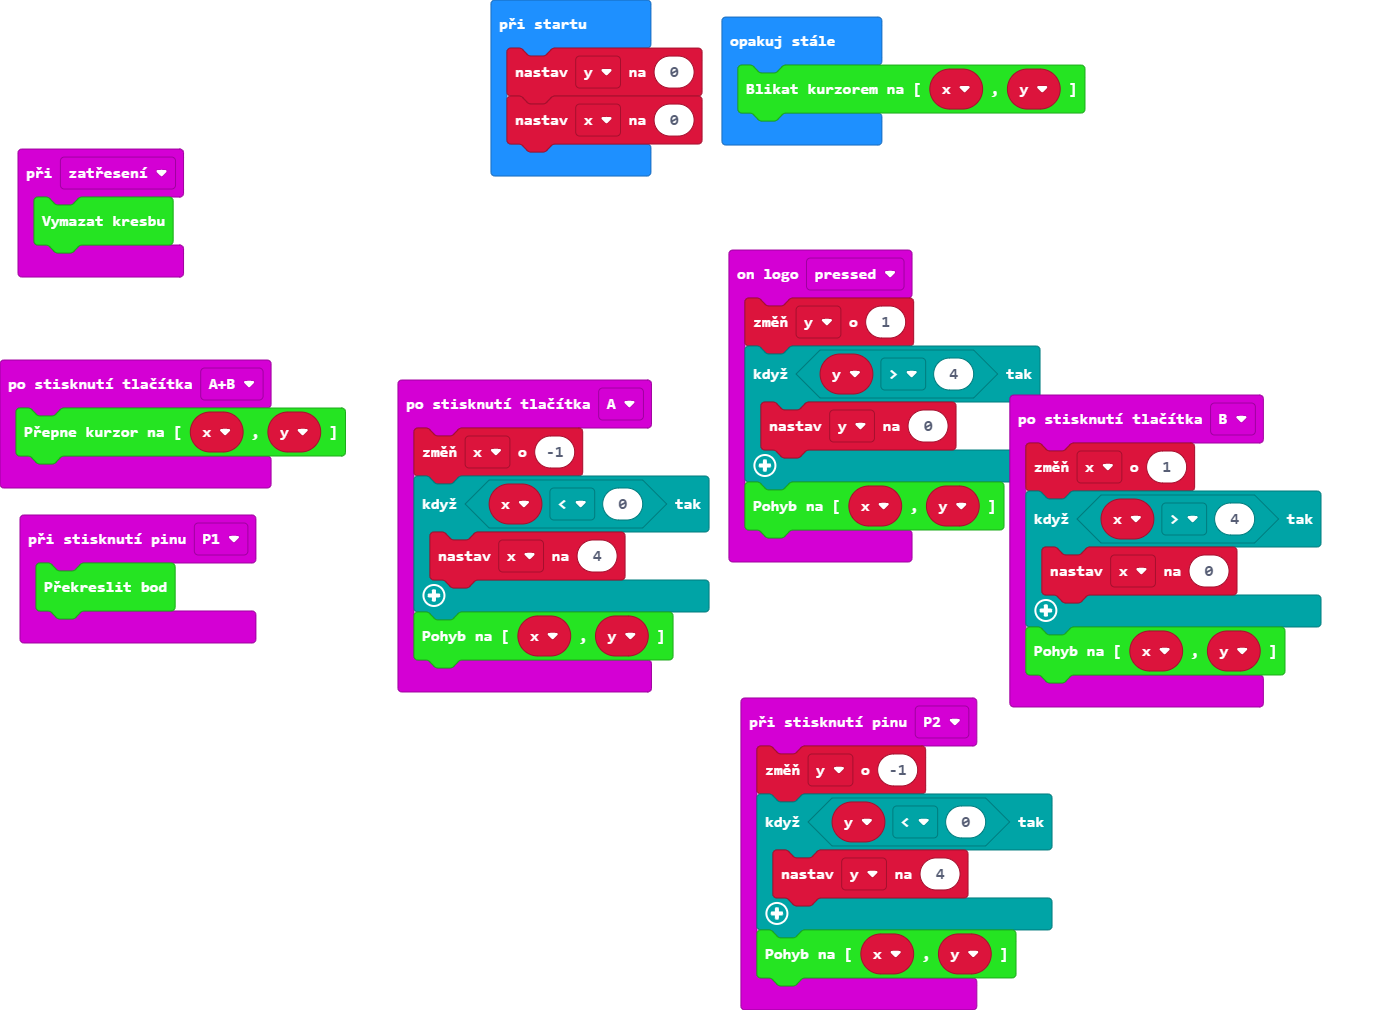 při startu
nastav y na 0
nastav x na 0
opakuj stále
Blikat kurzorem na [ x , y ]
při zatřesení
Vymazat kresbu
po stisknutí tlačítka A+B
Přepne kurzor na [ x , y ]
při stisknutí pinu P1
Překreslit bod
po stisknutí tlačítka A
změň x o -1
když x < 0 tak
nastav x na 4
Pohyb na [ x , y ]
on logo pressed
změň y o 1
když y > 4 tak
nastav y na 0
Pohyb na [ x , y ]
po stisknutí tlačítka B
změň x o 1
když x > 4 tak
nastav x na 0
Pohyb na [ x , y ]
při stisknutí pinu P2
změň y o -1
když y < 0 tak
nastav y na 4
Pohyb na [ x , y ]